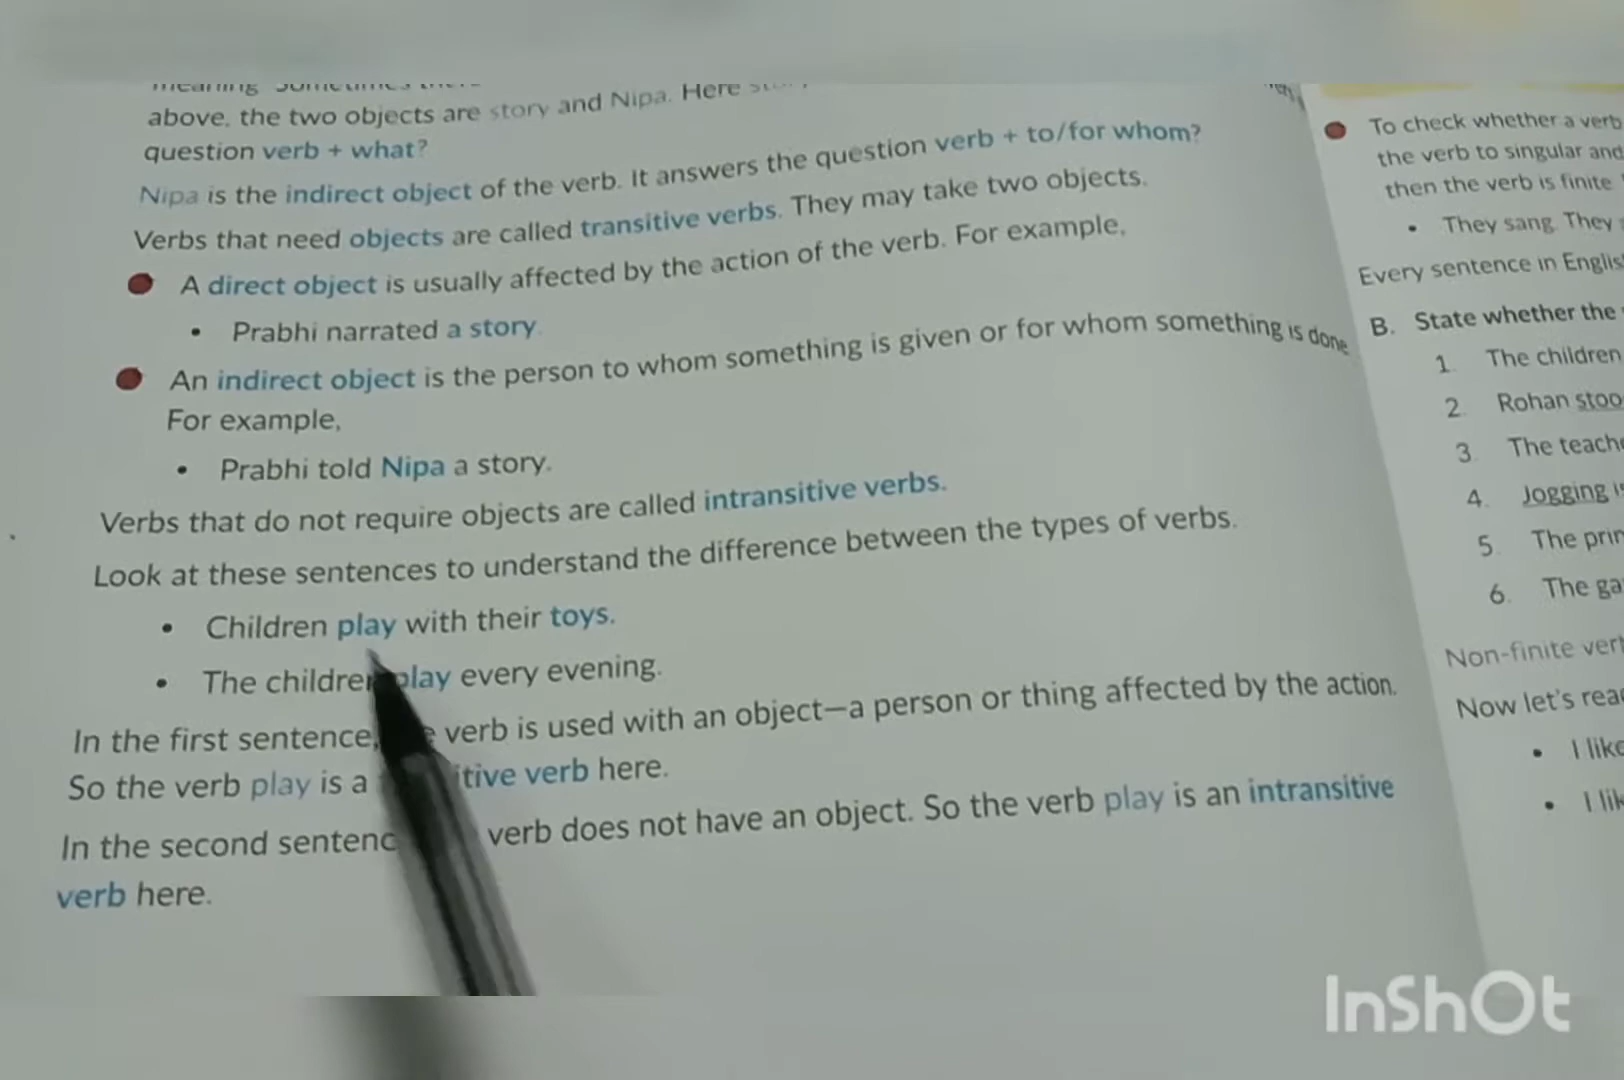 above, the two objects are story and Nipa. Here
question verb + what?
Nipa is the indirect object of the verb. It answers the question verb + to/for whom?
Verbs that need objects are called transitive verbs. They may take two objects.
A direct object is usually affected by the action of the verb. For example,
• Prabhi narrated a story.
An indirect object is the person to whom something is given or for whom something is done
For example,
• Prabhi told Nipa a story.
Verbs that do not require objects are called intransitive verbs.
Look at these sentences to understand the difference between the types of verbs.
• Children play with their toys.
• The children play every evening.
In the first sentence, verb is used with an object—a person or thing affected by the action.
So the verb play is a itive verb here.
In the second sentenc verb does not have an object. So the verb play is an intransitive
verb here.
To check whether a verb
the verb to singular and
then the verb is finite
• They sang. They
Every sentence in Englis
B. State whether the
1. The children
2. Rohan stoo
3. The teach
4. Jogging i
5. The prin
6. The ga
Non-finite ver
Now let's rea
• I like
• I lik
InShOt